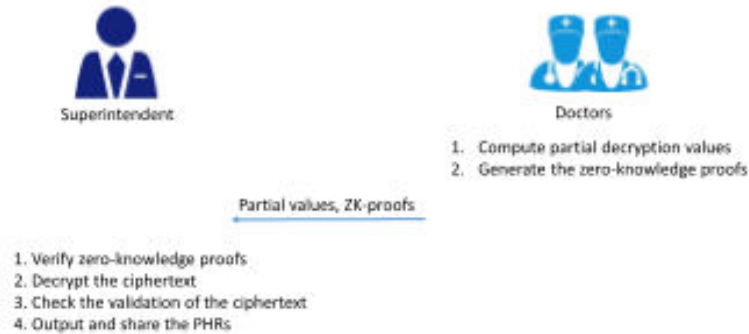 Superintendent
Doctors
1. Compute partial decryption values
2. Generate the zero-knowledge proofs
Partial values, ZK-proofs
1. Verify zero-knowledge proofs
2. Decrypt the ciphertext
3. Check the validation of the ciphertext
4. Output and share the PHRs